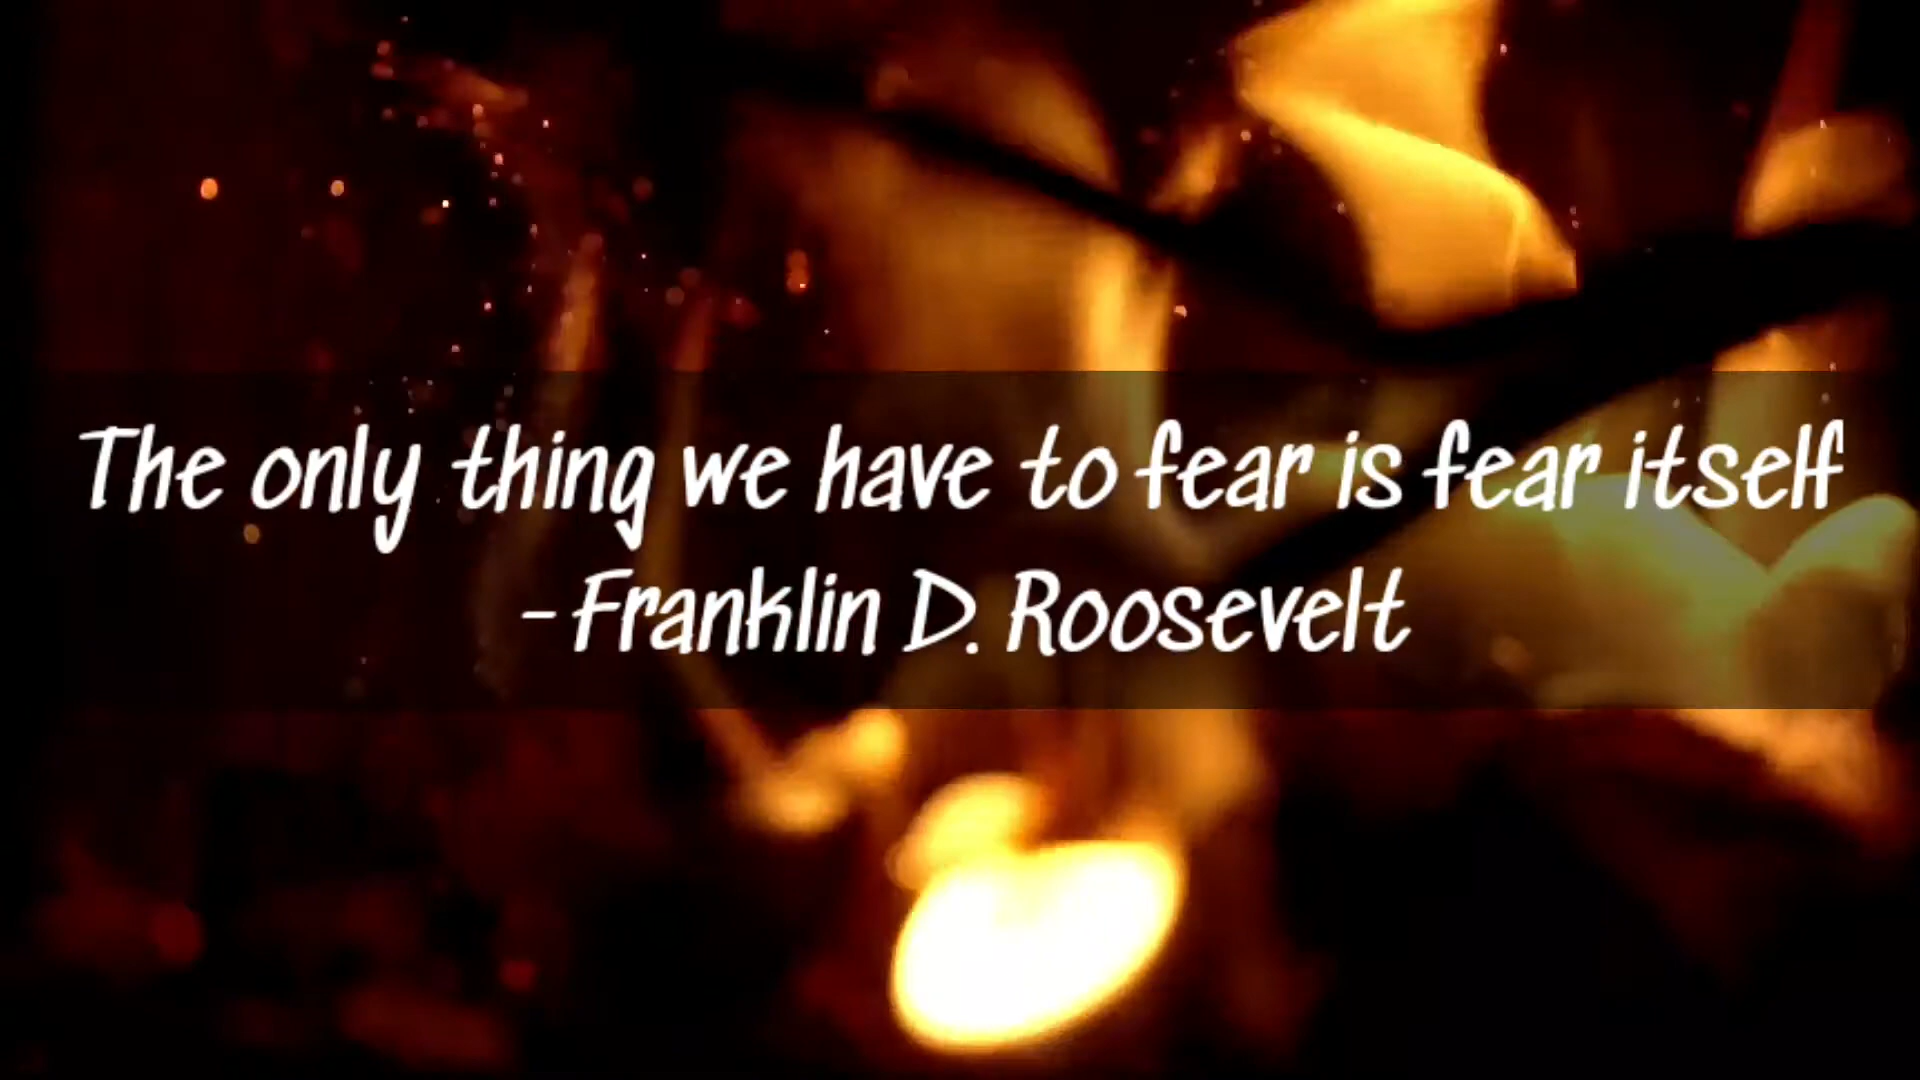 The only thing we have to fear is fear itself
- Franklin D. Roosevelt